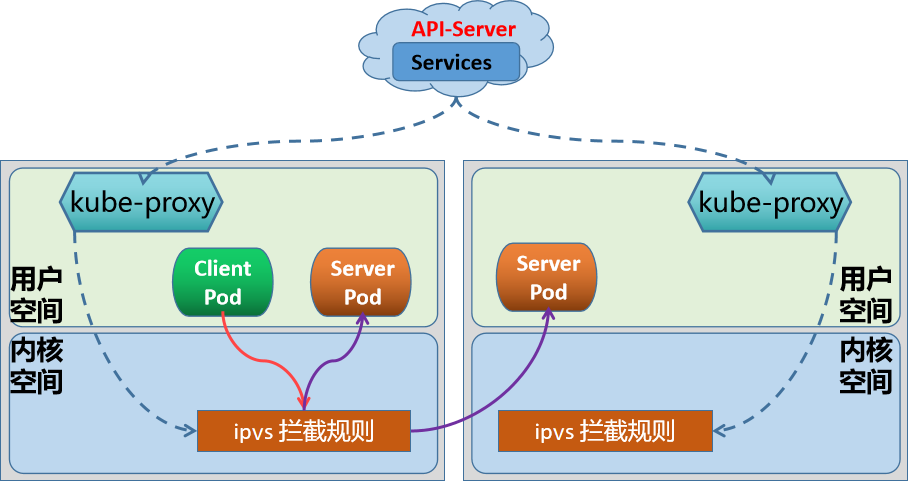 API-Server
Services
kube-proxy
kube-proxy
Client
Pod
Server
Pod
Server
Pod
用户
空间
用户
空间
内核
空间
内核
空间
ipvs 拦截规则
ipvs 拦截规则